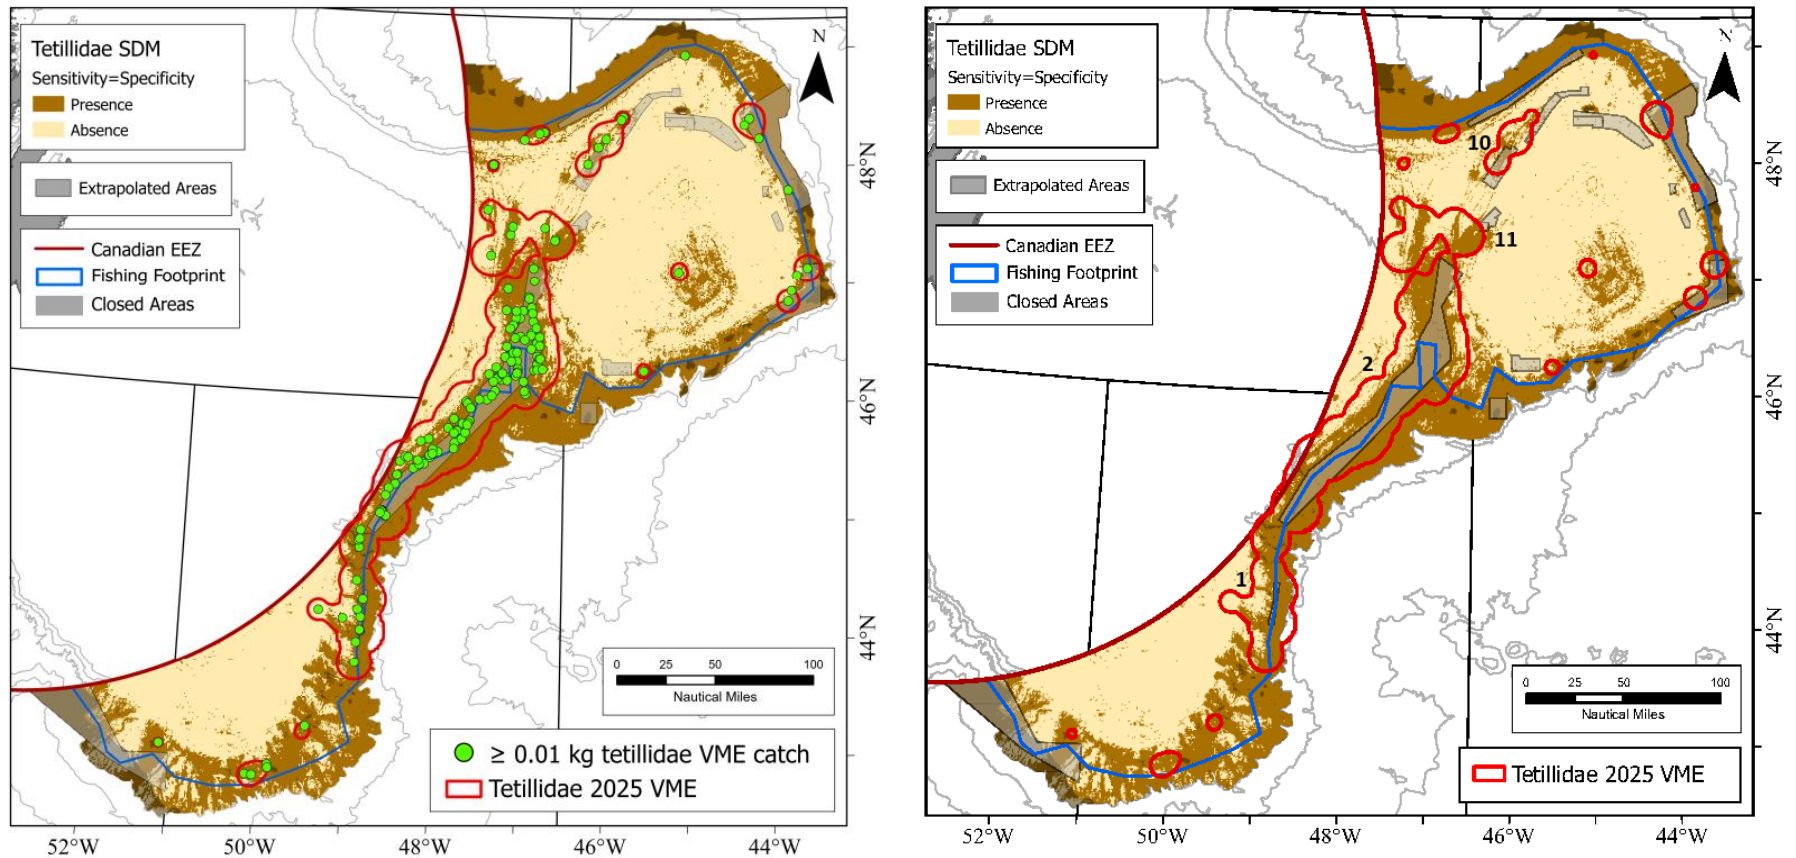 Tetillidae SDM
Sensitivity=Specificity
Presence
Absence
Extrapolated Areas
Canadian EEZ
Fishing Footprint
Closed Areas
N
48°N
46°N
44°N
0 25 50 100
Nautical Miles
≥ 0.01 kg tetillidae VME catch
Tetillidae 2025 VME
52°W 50°W 48°W 46°W 44°W
Tetillidae SDM
Sensitivity=Specificity
Presence
Absence
Extrapolated Areas
Canadian EEZ
Fishing Footprint
Closed Areas
10
11
2
1
48°N
46°N
44°N
0 25 50 100
Nautical Miles
Tetillidae 2025 VME
52°W 50°W 48°W 46°W 44°W